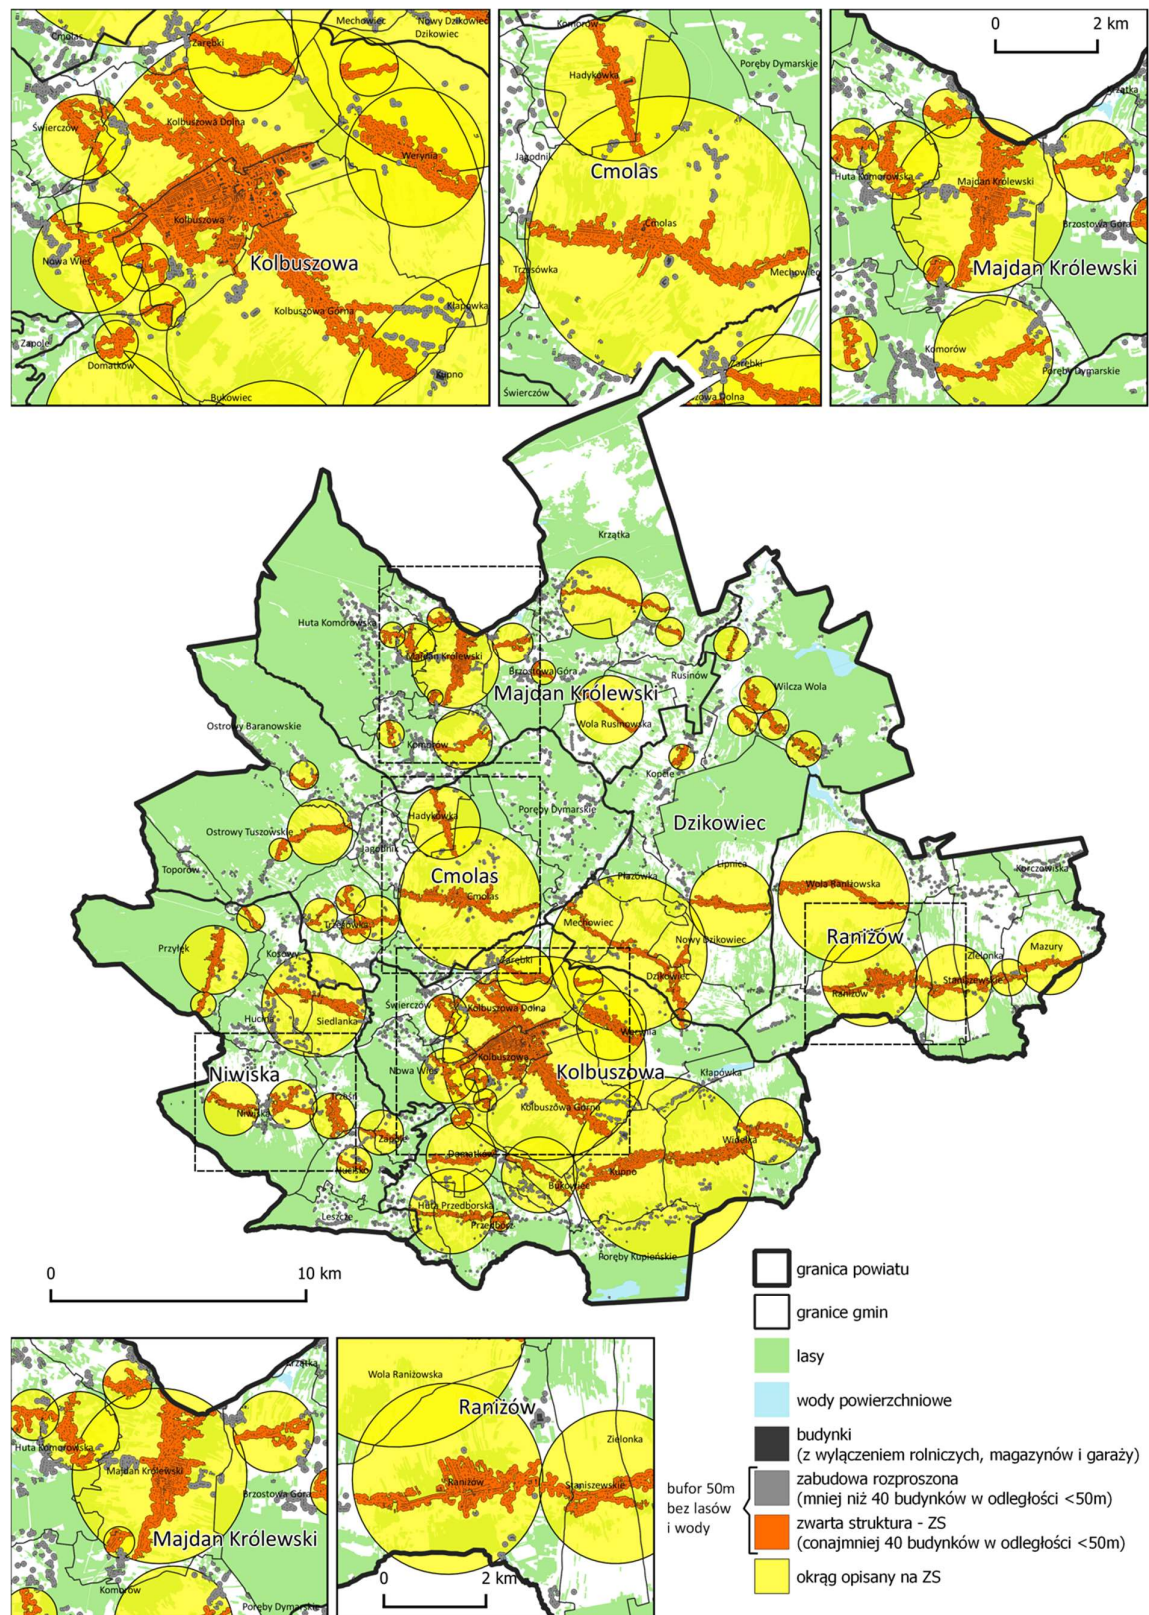 Cmolas
Zarębki
Mechowiec
Nowy Dzikowiec
Dzikowiec
Świerczów
Kolbuszowa Dolna
Werynia
Kolbuszowa
Nowa Wieś
Kolbuszowa
Kolbuszowa Górna
Kłapówka
Zapole
Domatków
Kupno
Bukowiec
Komorów
Hadykówka
Poręby Dymarskie
Jagodnik
Cmolas
Cmolas
Trzęsówka
Mechowiec
Świerczów
Zarębki
0 2 km
Huta Komorowska
Majdan Królewski
Brzostowa Góra
Majdan Królewski
Komorów
Poręby Dymarskie
Krzątka
Huta Komorowska
Majdan Królewski
Brzostowa Góra
Rusinów
Majdan Królewski
Wilcza Wola
Ostrowy Baranowskie
Wola Rusinowska
Komorów
Kopcie
Hadykówka
Poręby Dymarskie
Ostrowy Tuszowskie
Dzikowiec
Jagodnik
Toporów
Cmolas
Cmolas
Płazówka
Lipnica
Wola Raniżowska
Korczowiska
Trzęsówka
Mechowiec
Raniżów
Przyłęk
Kosowy
Nowy Dzikowiec
Zielonka
Mazury
Zarębki
Dzikowiec
Raniżów
Staniszewskie
Świerczów
Kolbuszowa Dolna
Hucina
Siedlanka
Werynia
Kolbuszowa
Niwiska
Nowa Wieś
Kolbuszowa
Kłapówka
Niwiska
Trześń
Kolbuszowa Górna
Zapole
Widełka
Domatków
Hucisko
Kupno
Bukowiec
Leszcze
Huta Przedborska
Przedbórz
Poręby Kupieńskie
0 10 km
granica powiatu
granice gmin
lasy
wody powierzchniowe
budynki
(z wyłączeniem rolniczych, magazynów i garaży)
bufor 50m
bez lasów
i wody
zabudowa rozproszona
(mniej niż 40 budynków w odległości <50m)
zwarta struktura - ZS
(conajmniej 40 budynków w odległości <50m)
okrąg opisany na ZS
Huta Komorowska
Majdan Królewski
Brzostowa Góra
Majdan Królewski
Komorów
Poręby Dymarskie
Wola Raniżowska
Raniżów
Zielonka
Raniżów
Staniszewskie
0 2 km